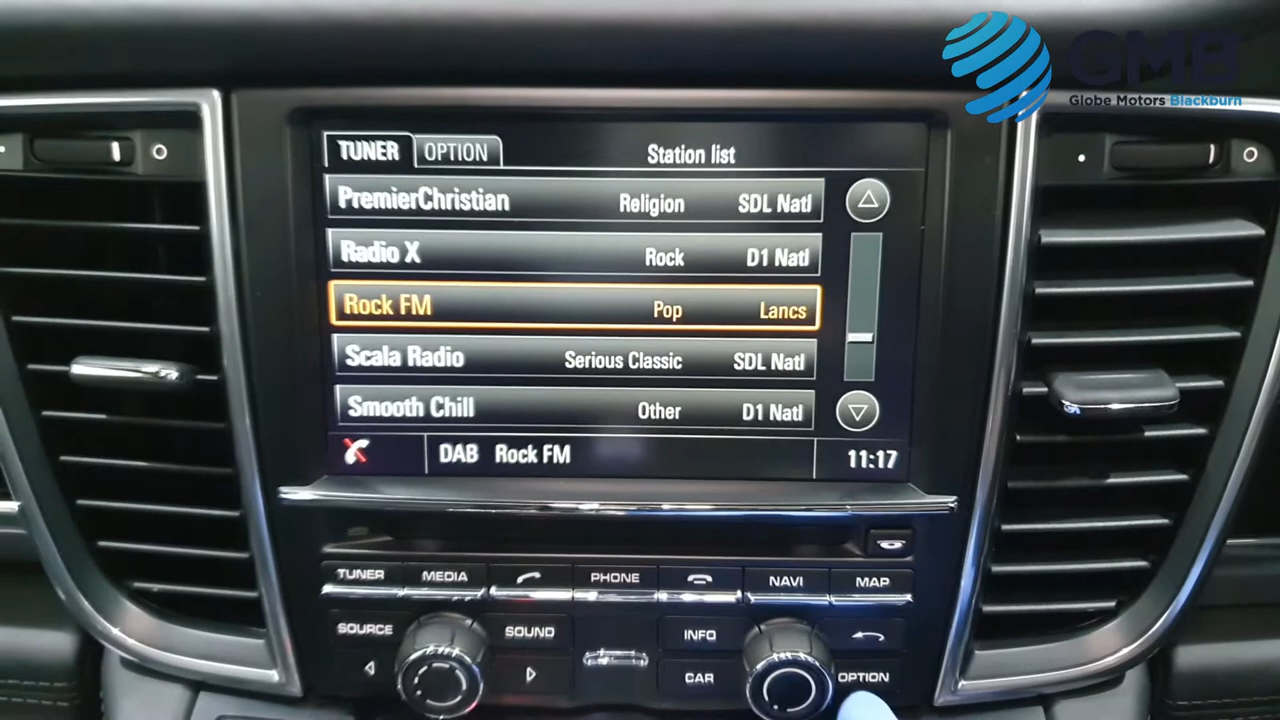 GMB
Globe Motors Blackburn
TUNER OPTION Station list
PremierChristian Religion SDL Natl
Radio X Rock D1 Natl
Rock FM Pop Lancs
Scala Radio Serious Classic SDL Natl
Smooth Chill Other D1 Natl
DAB Rock FM 11:17
TUNER MEDIA PHONE NAVI MAP
SOURCE SOUND INFO
CAR OPTION